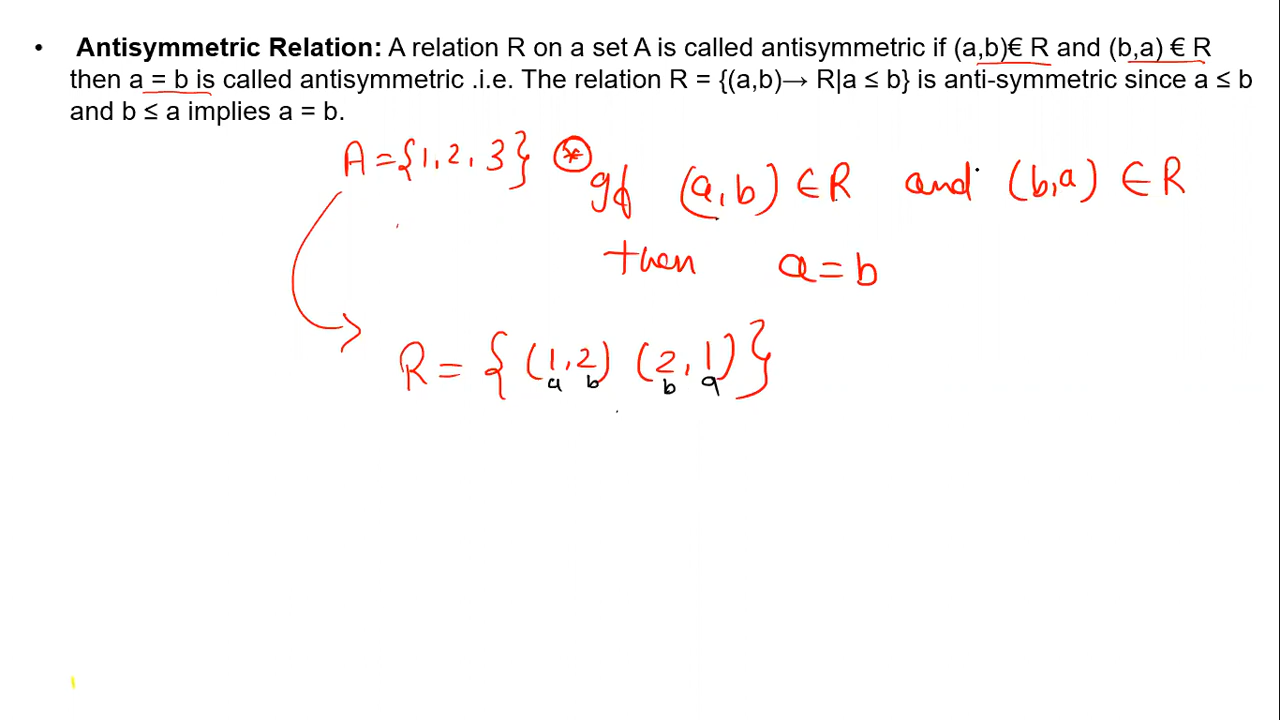 • Antisymmetric Relation: A relation R on a set A is called antisymmetric if (a,b)€ R and (b,a) € R
then a = b is called antisymmetric .i.e. The relation R = {(a,b)→ R|a ≤ b} is anti-symmetric since a ≤ b
and b ≤ a implies a = b.
A={1,2,3} * If (a,b) ∈ R and (b,a) ∈ R
then a=b
R= {(1,2) (2,1)}
a b b a